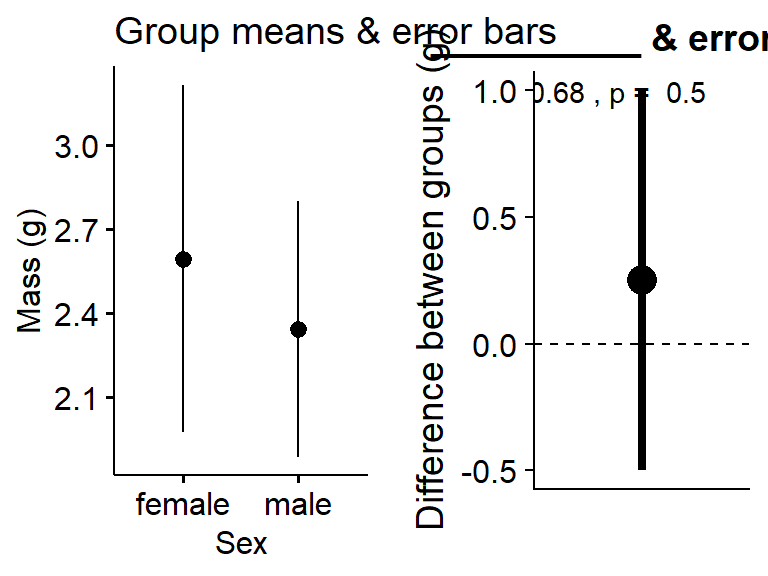 Group means & error bars
& error
3.0
2.7
2.4
2.1
Mass (g)
female male
Sex
Difference between groups (g)
0.68 , p = 0.5
1.0
0.5
0.0
-0.5